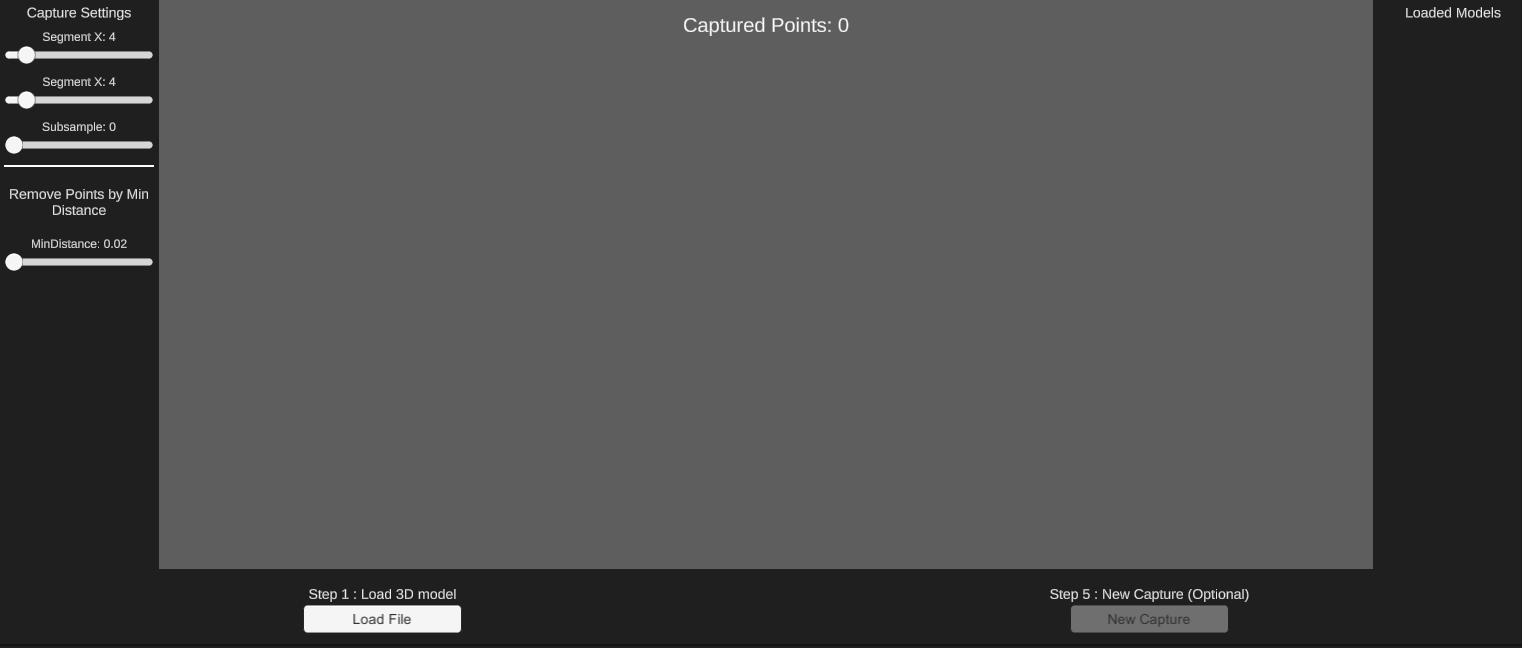 Capture Settings
Segment X: 4
Segment X: 4
Subsample: 0
Remove Points by Min
Distance
MinDistance: 0.02
Captured Points: 0
Loaded Models
Step 1 : Load 3D model
Load File
Step 5 : New Capture (Optional)
New Capture